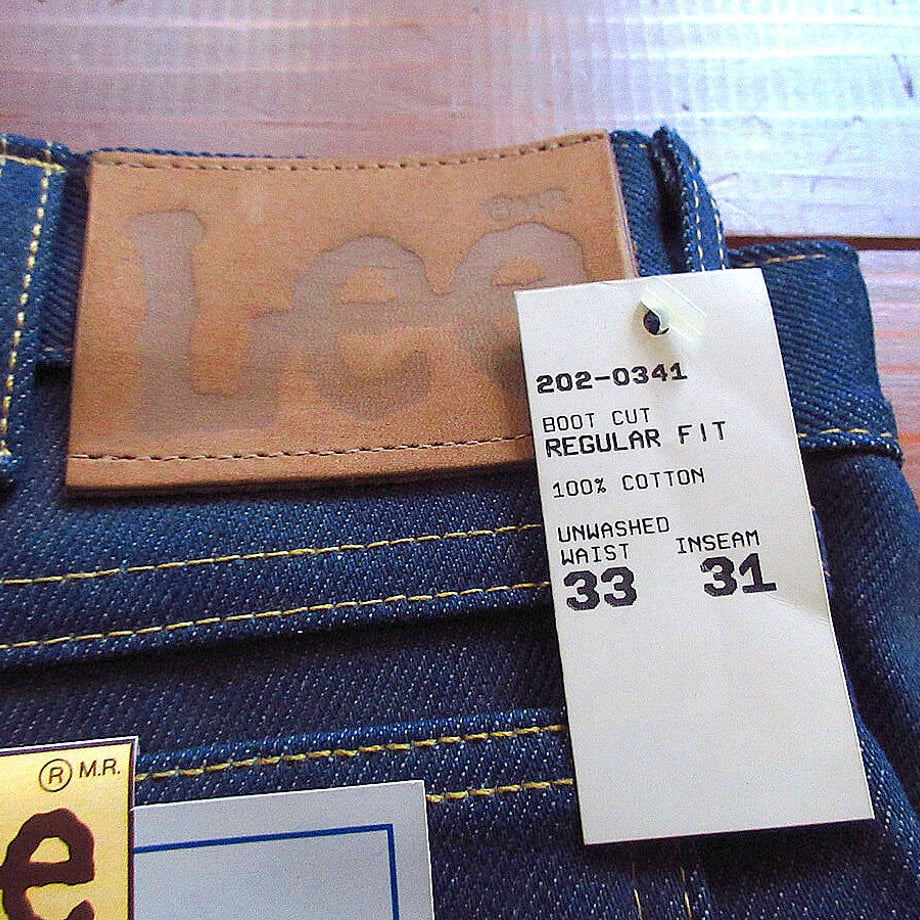 Lee
202-0341
BOOT CUT
REGULAR FIT
100% COTTON
UNWASHED
WAIST INSEAM
33 31
® M.R.
e